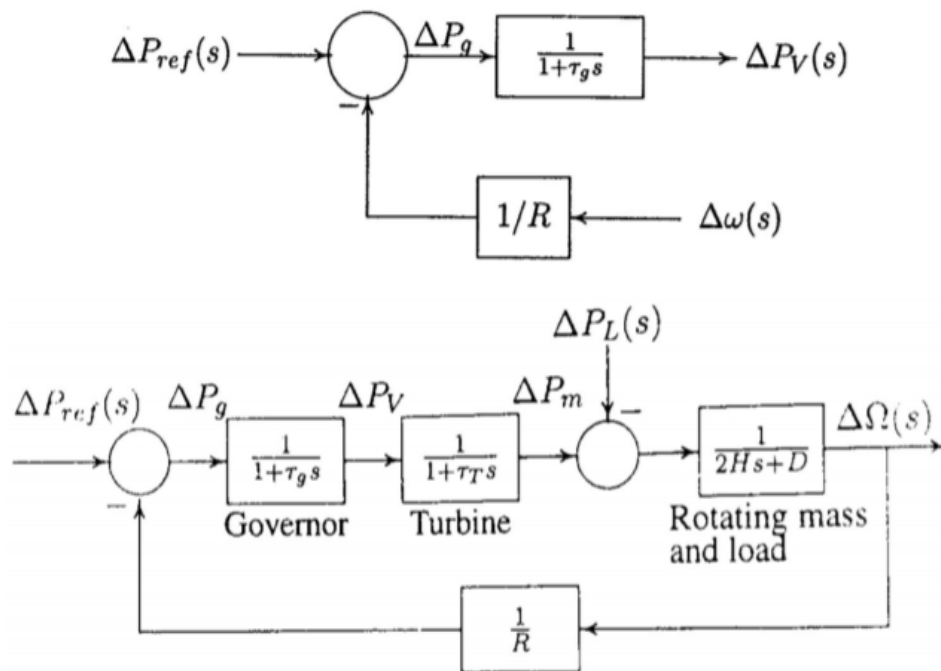 ΔP_ref(s)
ΔP_g
1/(1+τ_g s)
ΔP_V(s)
−
1/R
Δω(s)
ΔP_L(s)
ΔP_ref(s)
ΔP_g
ΔP_V
ΔP_m
−
ΔΩ(s)
1/(1+τ_g s)
1/(1+τ_T s)
1/(2Hs+D)
−
Governor
Turbine
Rotating mass
and load
1/R